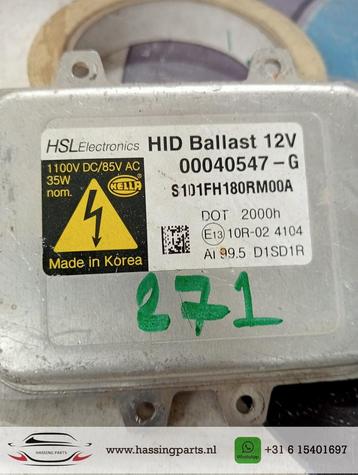 HSLElectronics HID Ballast 12V
1100V DC/85V AC
35W
nom.
HELLA
Made in Korea
00040547-G
S101FH180RM00A
DOT 2000h
E13 10R-02 4104
AI 99.5 D1SD1R
271
HASSING PARTS
www.hassingparts.nl
WhatsApp
+31 6 15401697